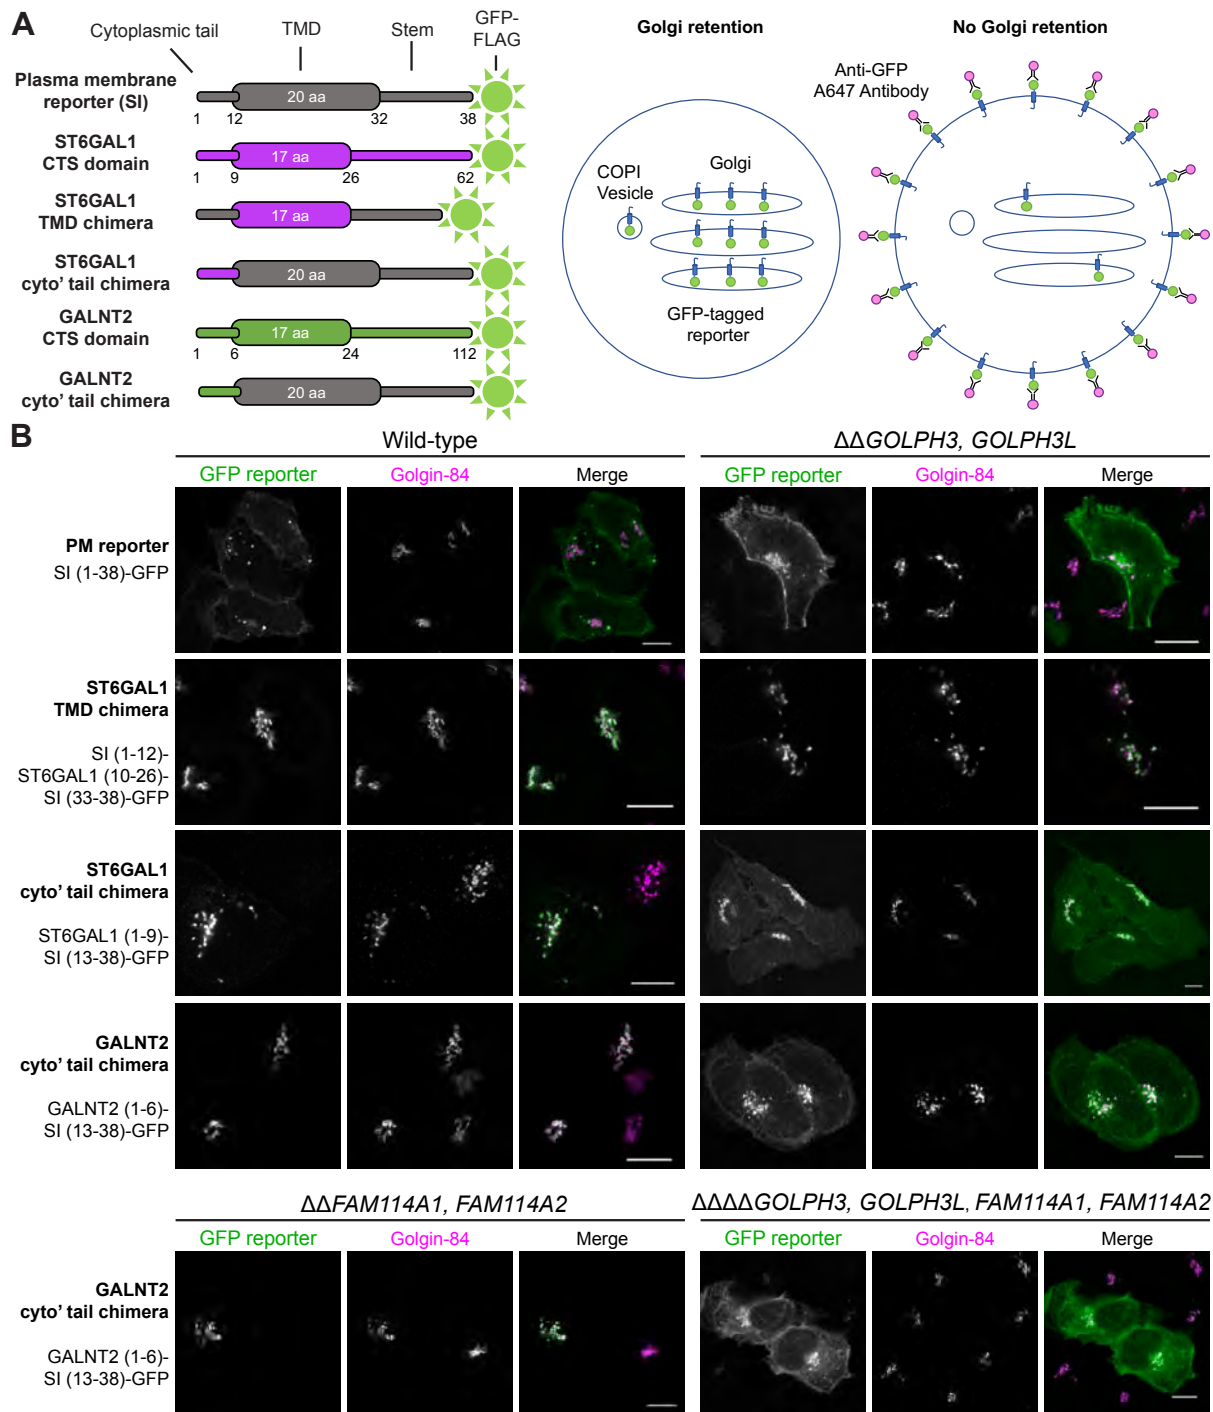 A
Cytoplasmic tail
TMD
Stem
GFP-
FLAG
Plasma membrane
reporter (SI)
20 aa
1 12 32 38
ST6GAL1
CTS domain
17 aa
1 9 26 62
ST6GAL1
TMD chimera
17 aa
ST6GAL1
cyto' tail chimera
20 aa
GALNT2
CTS domain
17 aa
1 6 24 112
GALNT2
cyto' tail chimera
20 aa
Golgi retention
COPI
Vesicle
Golgi
GFP-tagged
reporter
No Golgi retention
Anti-GFP
A647 Antibody
B
Wild-type
ΔΔGOLPH3, GOLPH3L
GFP reporter Golgin-84 Merge GFP reporter Golgin-84 Merge
PM reporter
SI (1-38)-GFP
ST6GAL1
TMD chimera
SI (1-12)-
ST6GAL1 (10-26)-
SI (33-38)-GFP
ST6GAL1
cyto' tail chimera
ST6GAL1 (1-9)-
SI (13-38)-GFP
GALNT2
cyto' tail chimera
GALNT2 (1-6)-
SI (13-38)-GFP
ΔΔFAM114A1, FAM114A2
ΔΔΔΔGOLPH3, GOLPH3L, FAM114A1, FAM114A2
GFP reporter Golgin-84 Merge GFP reporter Golgin-84 Merge
GALNT2
cyto' tail chimera
GALNT2 (1-6)-
SI (13-38)-GFP